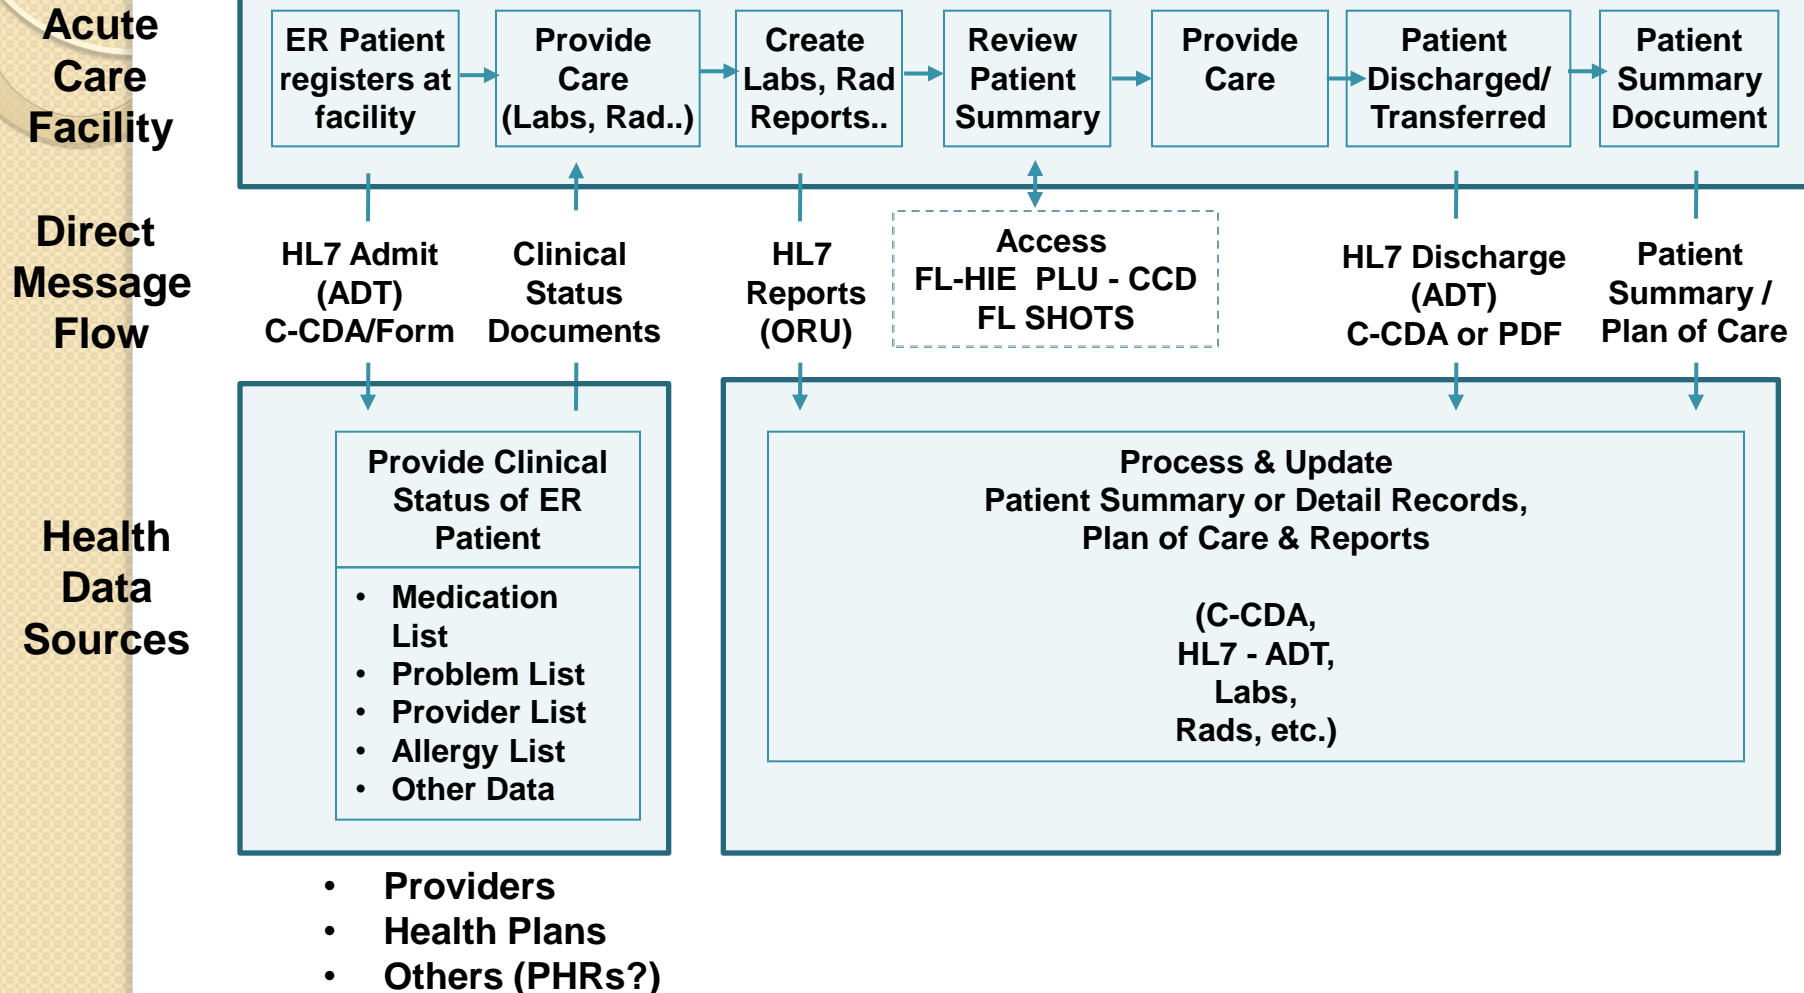 Acute
Care
Facility
ER Patient
registers at
facility
Provide
Care
(Labs, Rad..)
Create
Labs, Rad
Reports..
Review
Patient
Summary
Provide
Care
Patient
Discharged/
Transferred
Patient
Summary
Document
Direct
Message
Flow
HL7 Admit
(ADT)
C-CDA/Form
Clinical
Status
Documents
HL7
Reports
(ORU)
Access
FL-HIE PLU - CCD
FL SHOTS
HL7 Discharge
(ADT)
C-CDA or PDF
Patient
Summary /
Plan of Care
Health
Data
Sources
Provide Clinical
Status of ER
Patient
• Medication
List
• Problem List
• Provider List
• Allergy List
• Other Data
Process & Update
Patient Summary or Detail Records,
Plan of Care & Reports
(C-CDA,
HL7 - ADT,
Labs,
Rads, etc.)
• Providers
• Health Plans
• Others (PHRs?)